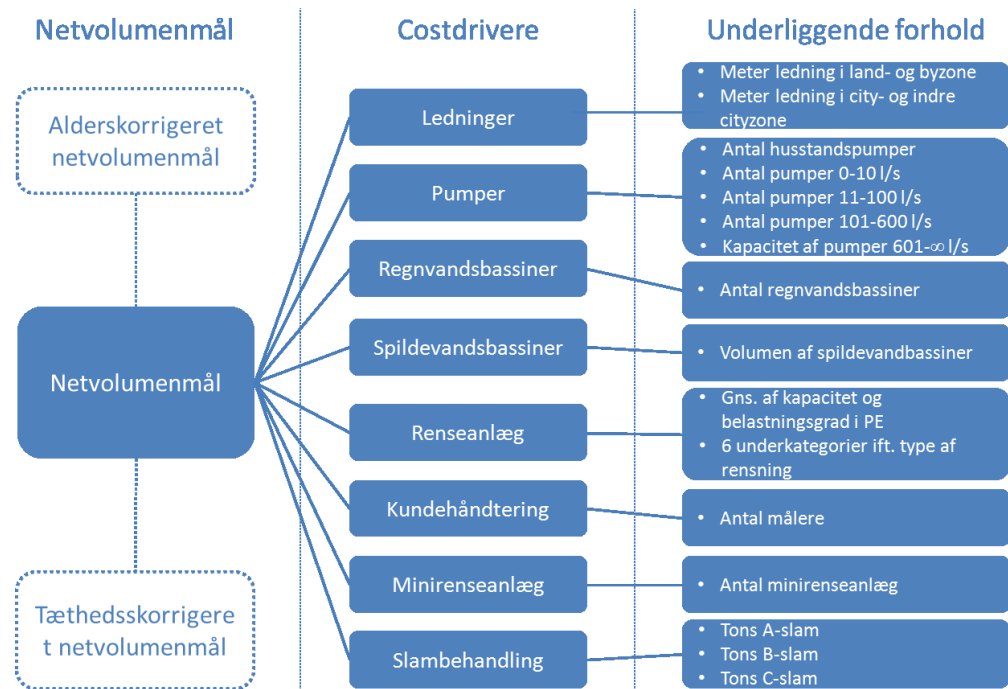 Netvolumenmål
Costdrivere
Underliggende forhold
Alderskorrigeret
netvolumenmål
Netvolumenmål
Tæthedsskorrigere
t netvolumenmål
Ledninger
Pumper
Regnvandsbassiner
Spildevandsbassiner
Renseanlæg
Kundehåndtering
Minirenseanlæg
Slambehandling
• Meter ledning i land- og byzone
• Meter ledning i city- og indre
cityzone
• Antal husstandspumper
• Antal pumper 0-10 l/s
• Antal pumper 11-100 l/s
• Antal pumper 101-600 l/s
• Kapacitet af pumper 601-∞ l/s
• Antal regnvandsbassiner
• Volumen af spildevandbassiner
• Gns. af kapacitet og
belastningsgrad i PE
• 6 underkategorier ift. type af
rensning
• Antal målere
• Antal minirenseanlæg
• Tons A-slam
• Tons B-slam
• Tons C-slam